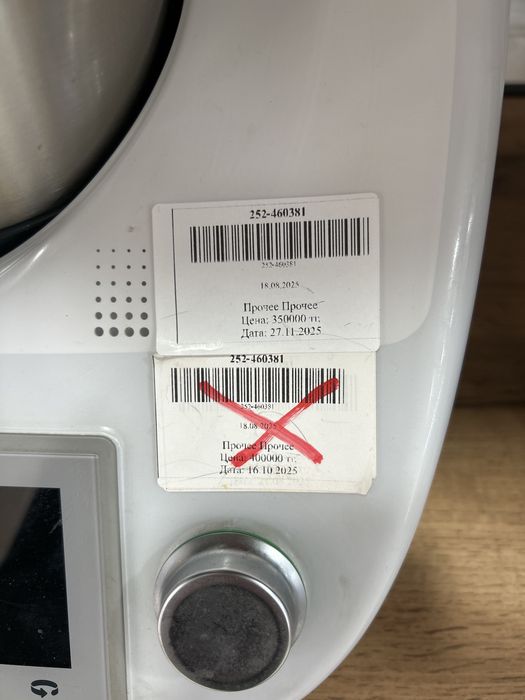 252-460381
252-460381
18.08.2025
Прочее Прочее
Цена: 350000 тг;
Дата: 27.11.2025
252-460381
252-460381
18.08.2025
Прочее Прочее
Цена: 400000 тг;
Дата: 16.10.2025